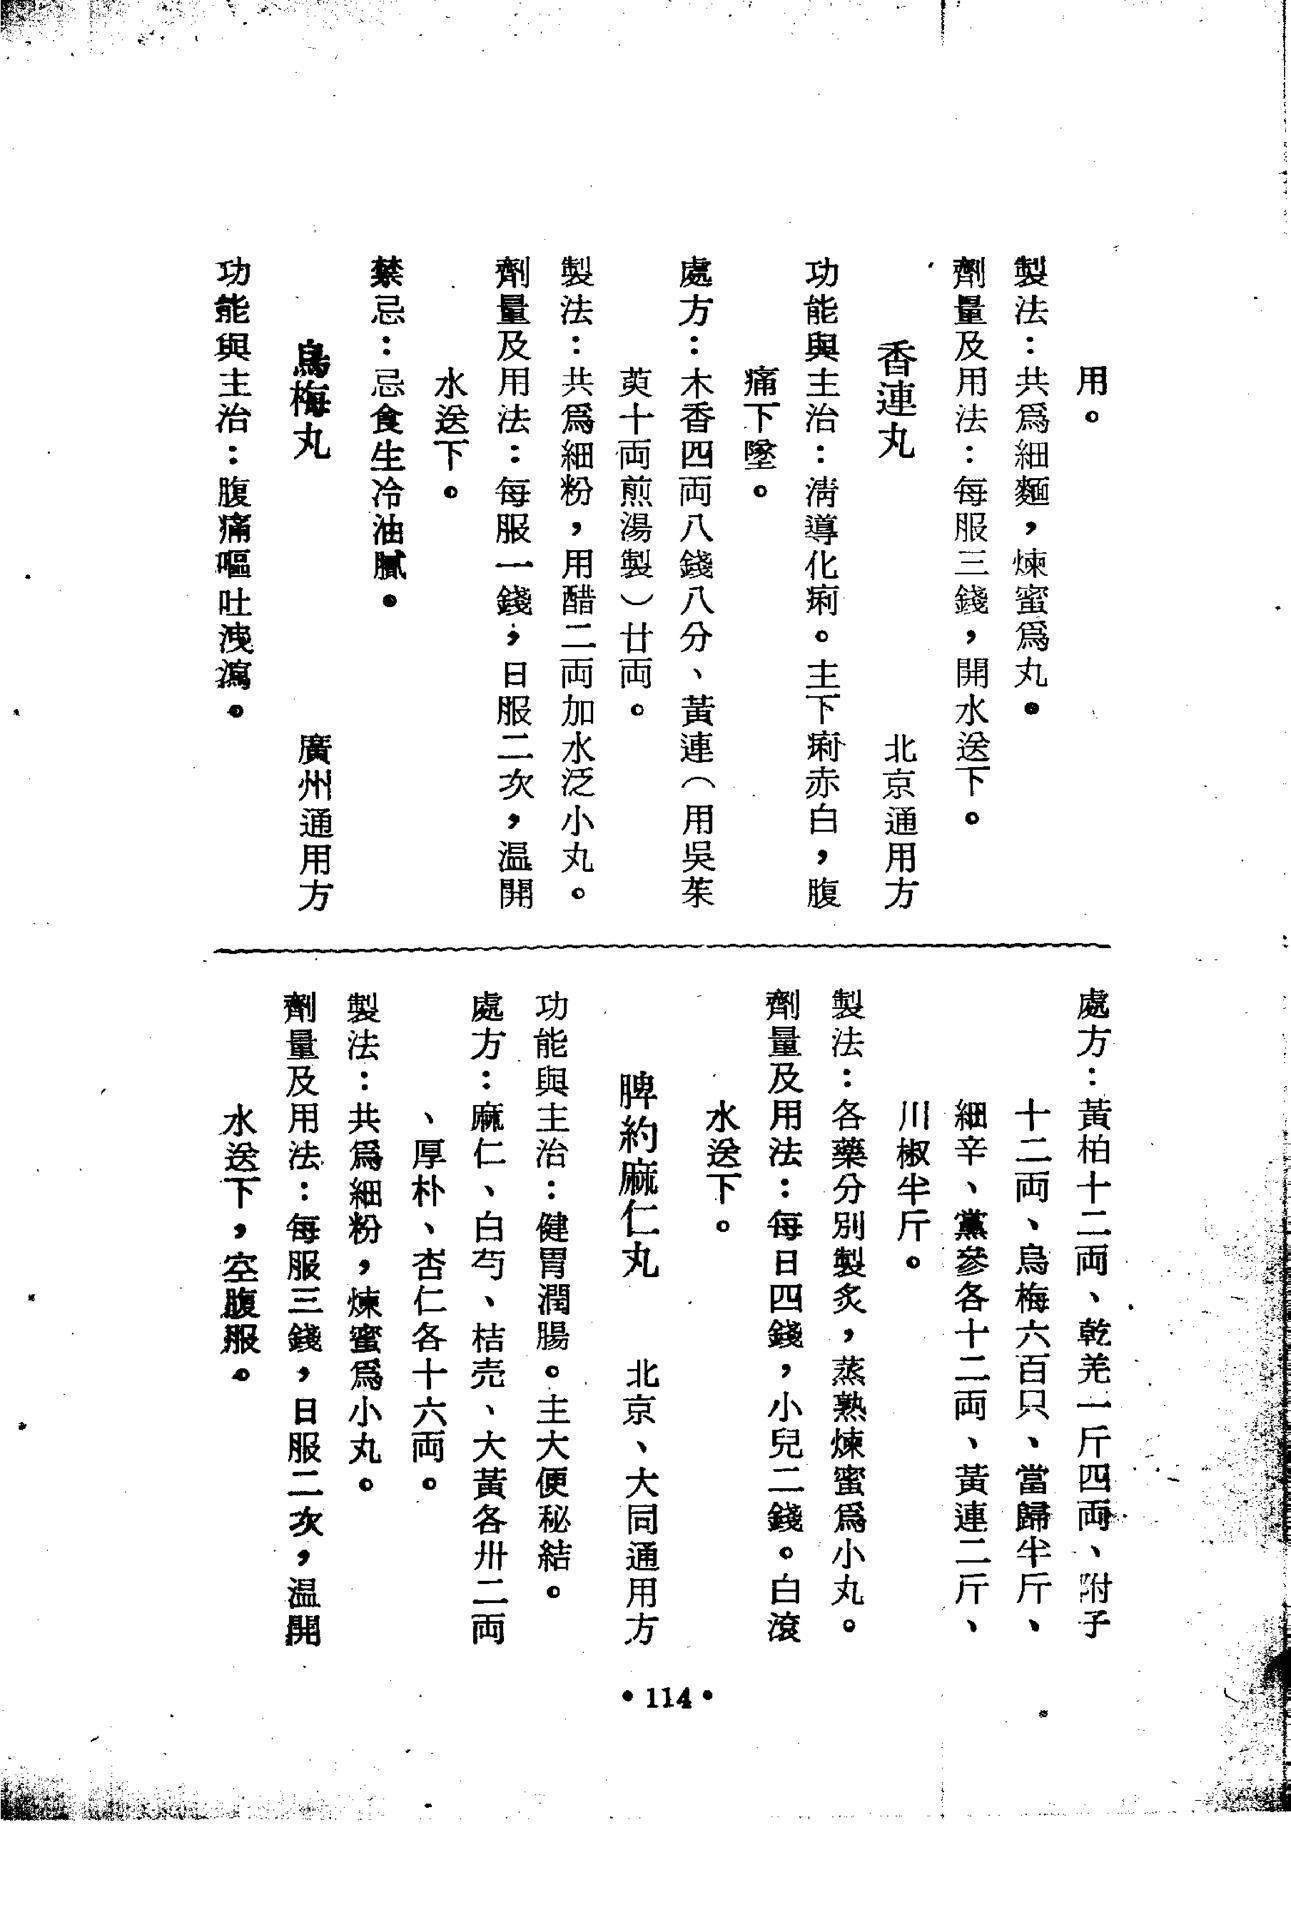 用。
製法：共爲細麵，煉蜜爲丸。
劑量及用法：每服三錢，開水送下。
香連丸　北京通用方
功能與主治：淸導化痢。主下痢赤白，腹
痛下墜。
處方：木香四両八錢八分、黃連（用吳茱
萸十両煎湯製）廿両。
製法：共爲細粉，用醋二両加水泛小丸。
劑量及用法：每服一錢，日服二次，温開
水送下。
禁忌：忌食生冷油膩。
烏梅丸　廣州通用方
功能與主治：腹痛嘔吐洩瀉。
處方：黃柏十二両、乾羌一斤四両、附子
十二両、烏梅六百只、當歸半斤、
細辛、黨參各十二両、黃連二斤、
川椒半斤。
製法：各藥分別製炙，蒸熟煉蜜爲小丸。
劑量及用法：每日四錢，小兒二錢。白滾
水送下。
脾約麻仁丸　北京、大同通用方
功能與主治：健胃潤腸。主大便秘結。
處方：麻仁、白芍、桔壳、大黃各卅二両
、厚朴、杏仁各十六両。
製法：共爲細粉，煉蜜爲小丸。
劑量及用法：每服三錢，日服二次，温開
水送下，空腹服。
•114•